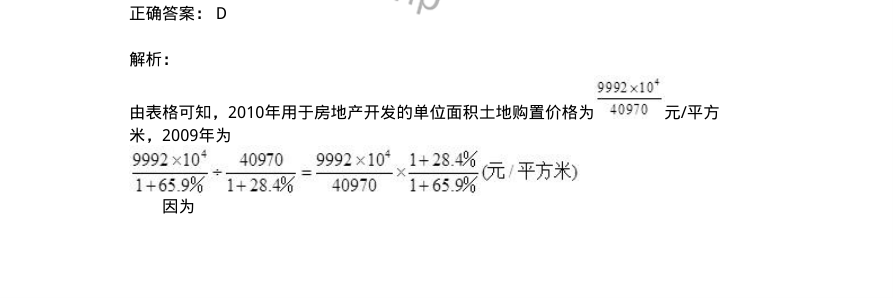 正确答案： D
解析：
由表格可知，2010年用于房地产开发的单位面积土地购置价格为 9992×10⁴/40970 元/平方
米，2009年为
9992×10⁴/1+65.9% ÷ 40970/1+28.4% = 9992×10⁴/40970 × 1+28.4%/1+65.9% (元/平方米)
因为